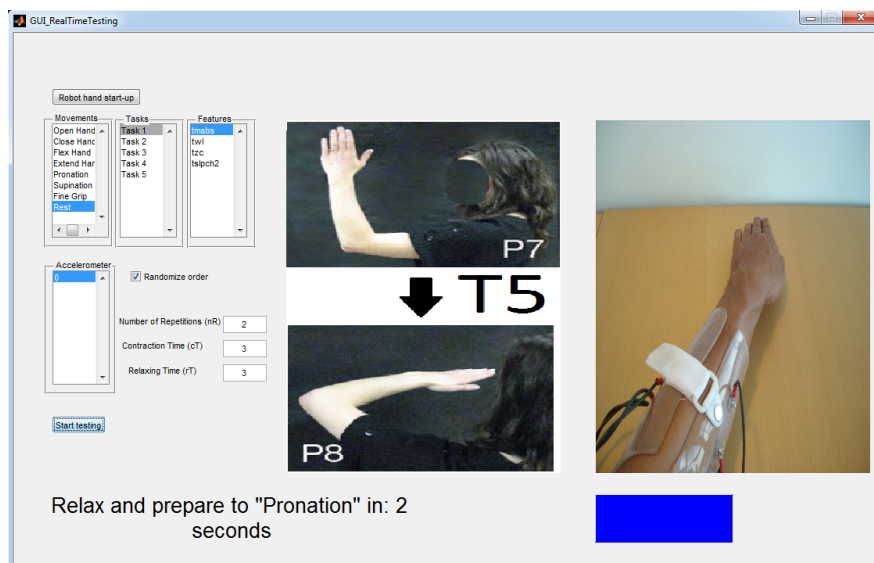 GUI_RealTimeTesting
Robot hand start-up
Movements
Open Hand
Close Hand
Flex Hand
Extend Har
Pronation
Supination
Fine Grip
Rest
Tasks
Task 1
Task 2
Task 3
Task 4
Task 5
Features
tmabs
twl
tzc
tslpch2
Accelerometer
0
Randomize order
Number of Repetitions (nR)
2
Contraction Time (cT)
3
Relaxing Time (rT)
3
Start testing
P7
T5
P8
Relax and prepare to "Pronation" in: 2
seconds